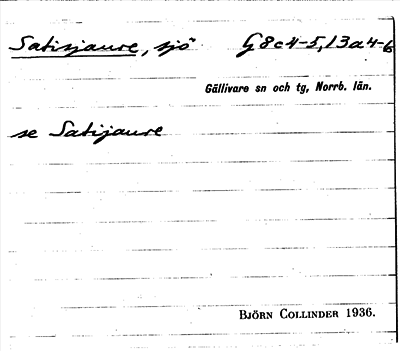 Satisjaure, sjö G8c4-5,13a4-6
Gällivare sn och tg, Norrb. län.
se Satijaure
BJÖRN COLLINDER 1936.